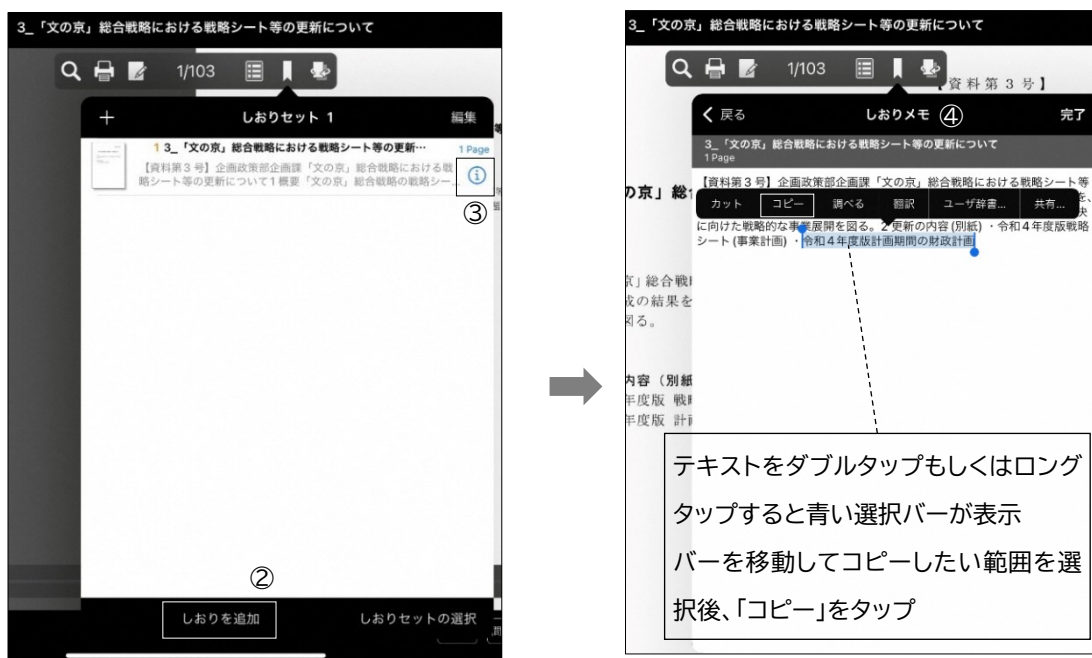 3_「文の京」総合戦略における戦略シート等の更新について
1/103
+
しおりセット 1
編集
1 3_「文の京」総合戦略における戦略シート等の更新…
1 Page
【資料第3号】企画政策部企画課「文の京」総合戦略における戦
略シート等の更新について1概要「文の京」総合戦略の戦略シー...
③
②
しおりを追加
しおりセットの選択
3_「文の京」総合戦略における戦略シート等の更新について
1/103
【資料第3号】
戻る
しおりメモ
④
完了
3_「文の京」総合戦略における戦略シート等の更新について
1 Page
【資料第3号】企画政策部企画課「文の京」総合戦略における戦略シート等
の京」総
カット
コピー
調べる
翻訳
ユーザ辞書...
共有...
に向けた戦略的な事業展開を図る。2更新の内容(別紙)・令和4年度版戦略
シート(事業計画)・令和4年度版計画期間の財政計画
京」総合戦
成の結果を
図る。
内容（別紙
年度版 戦
年度版 計
テキストをダブルタップもしくはロング
タップすると青い選択バーが表示
バーを移動してコピーしたい範囲を選
択後、「コピー」をタップ